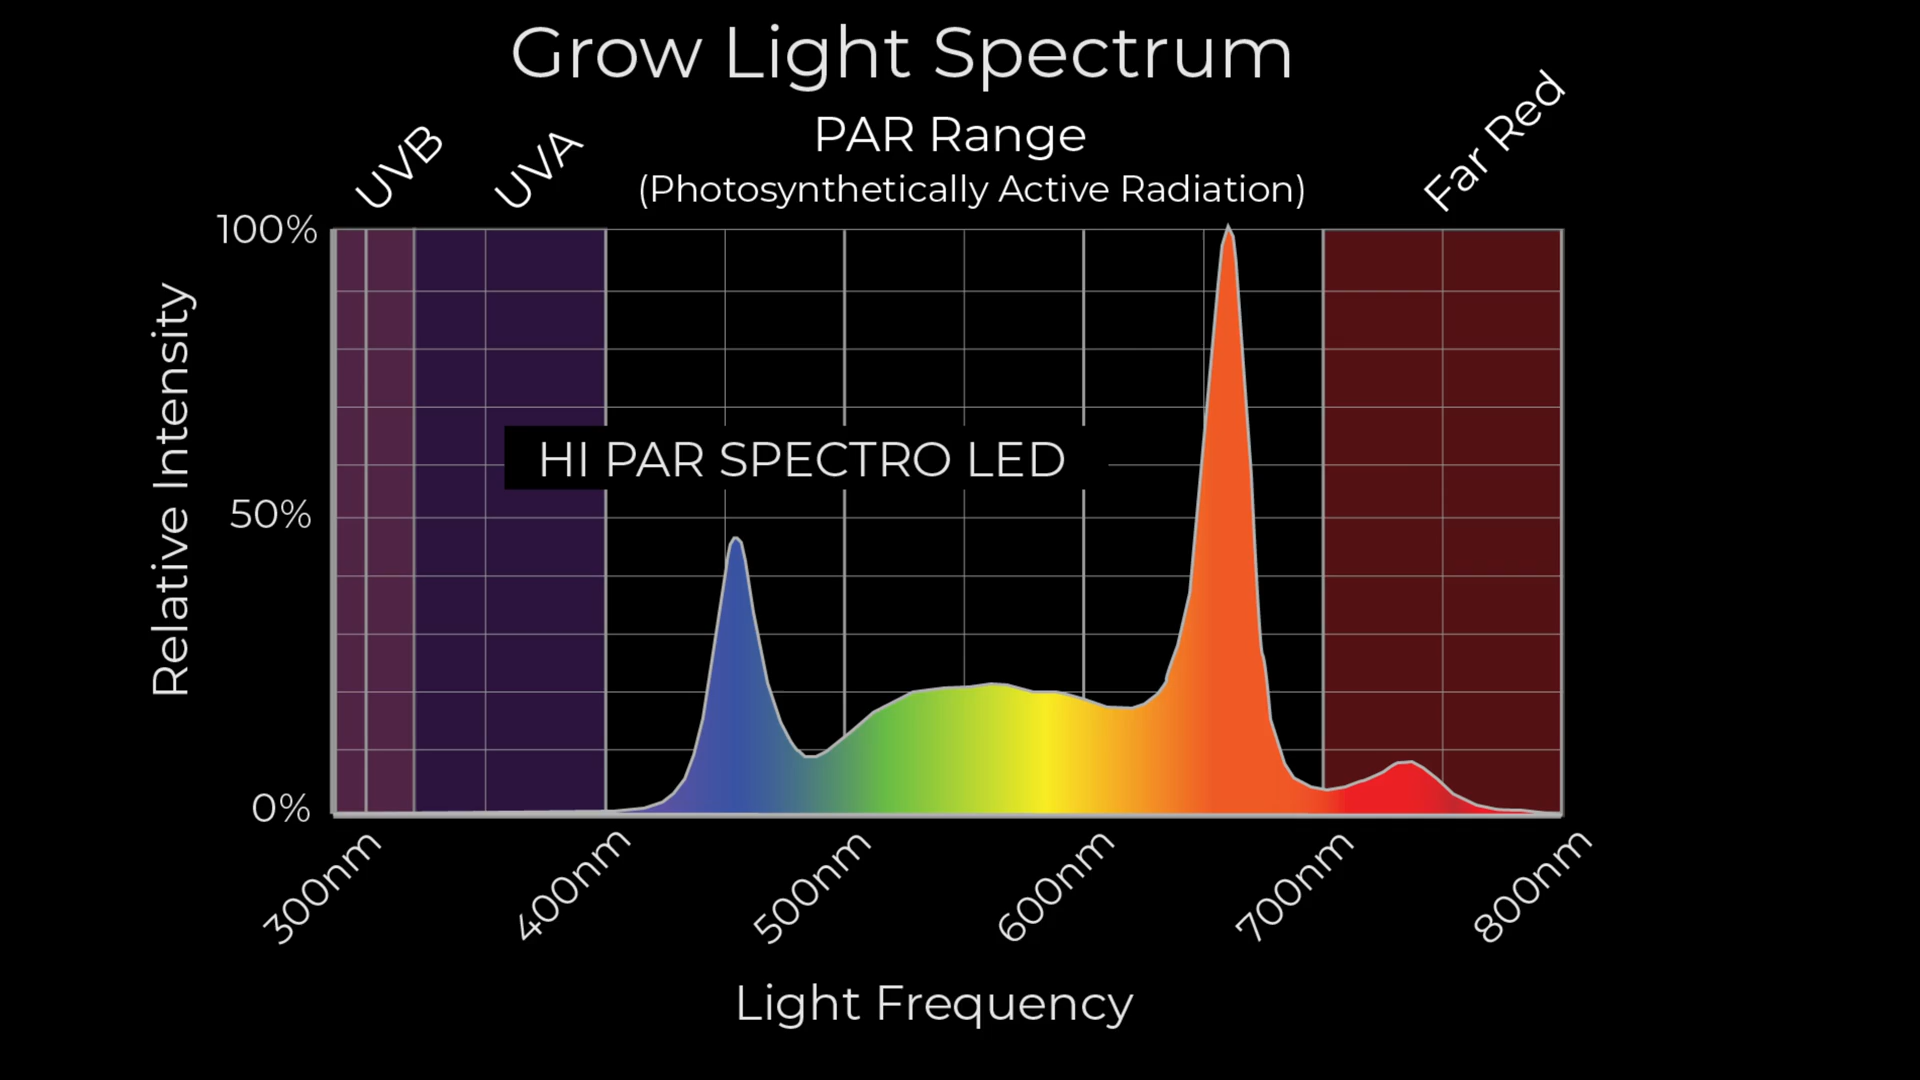 Grow Light Spectrum
PAR Range
(Photosynthetically Active Radiation)
UVB
UVA
Far Red
100%
HI PAR SPECTRO LED
50%
0%
Relative Intensity
300nm
400nm
500nm
600nm
700nm
800nm
Light Frequency